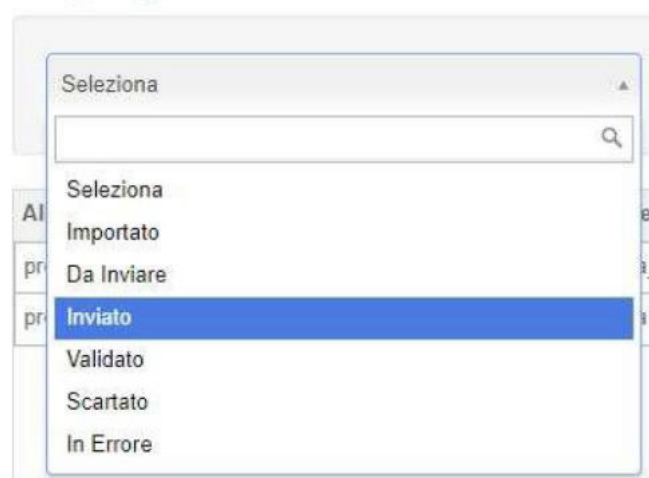 Seleziona
Seleziona
Importato
Da Inviare
Inviato
Validato
Scartato
In Errore